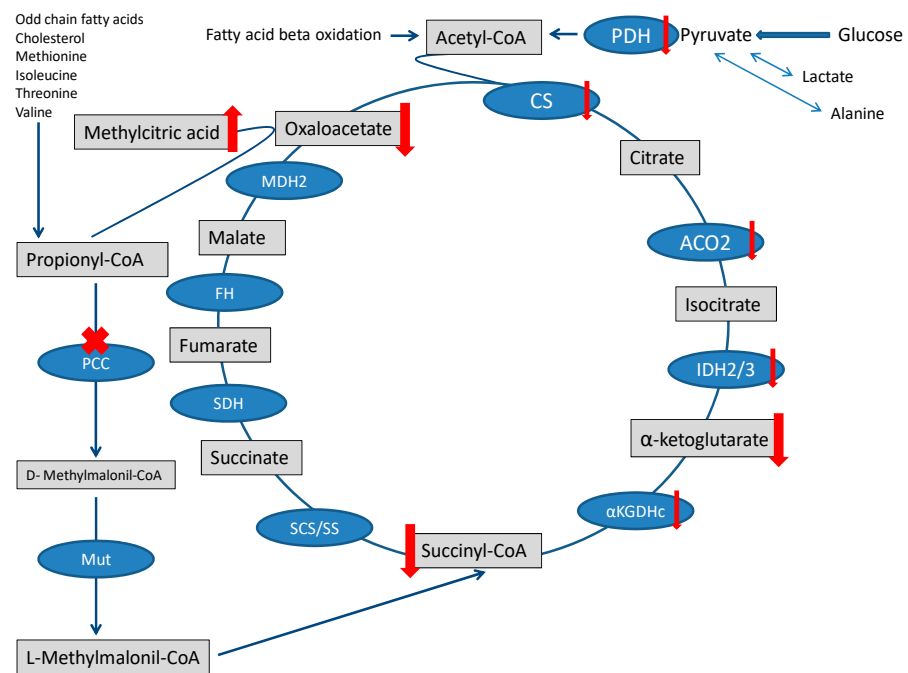 Odd chain fatty acids
Cholesterol
Methionine
Isoleucine
Threonine
Valine
Fatty acid beta oxidation
Acetyl-CoA
PDH
Pyruvate
Glucose
Lactate
Alanine
CS
Methylcitric acid
Oxaloacetate
Citrate
MDH2
Malate
ACO2
Propionyl-CoA
FH
Isocitrate
Fumarate
PCC
IDH2/3
SDH
α-ketoglutarate
Succinate
D- Methylmalonil-CoA
αKGDHc
SCS/SS
Succinyl-CoA
Mut
L-Methylmalonil-CoA